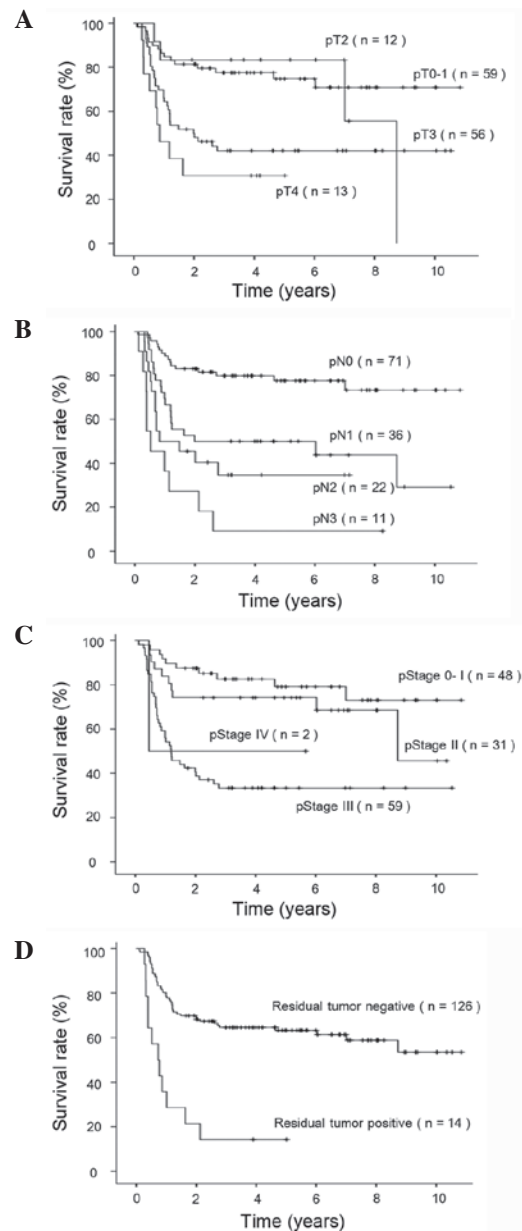 A
Survival rate (%)
100
80
60
40
20
0
pT2 ( n = 12 )
pT0-1 ( n = 59 )
pT3 ( n = 56 )
pT4 ( n = 13 )
0 2 4 6 8 10
Time (years)
B
Survival rate (%)
100
80
60
40
20
0
pN0 ( n = 71 )
pN1 ( n = 36 )
pN2 ( n = 22 )
pN3 ( n = 11 )
0 2 4 6 8 10
Time (years)
C
Survival rate (%)
100
80
60
40
20
0
pStage 0- I ( n = 48 )
pStage IV ( n = 2 )
pStage II ( n = 31 )
pStage III ( n = 59 )
0 2 4 6 8 10
Time (years)
D
Survival rate (%)
100
80
60
40
20
0
Residual tumor negative ( n = 126 )
Residual tumor positive ( n = 14 )
0 2 4 6 8 10
Time (years)